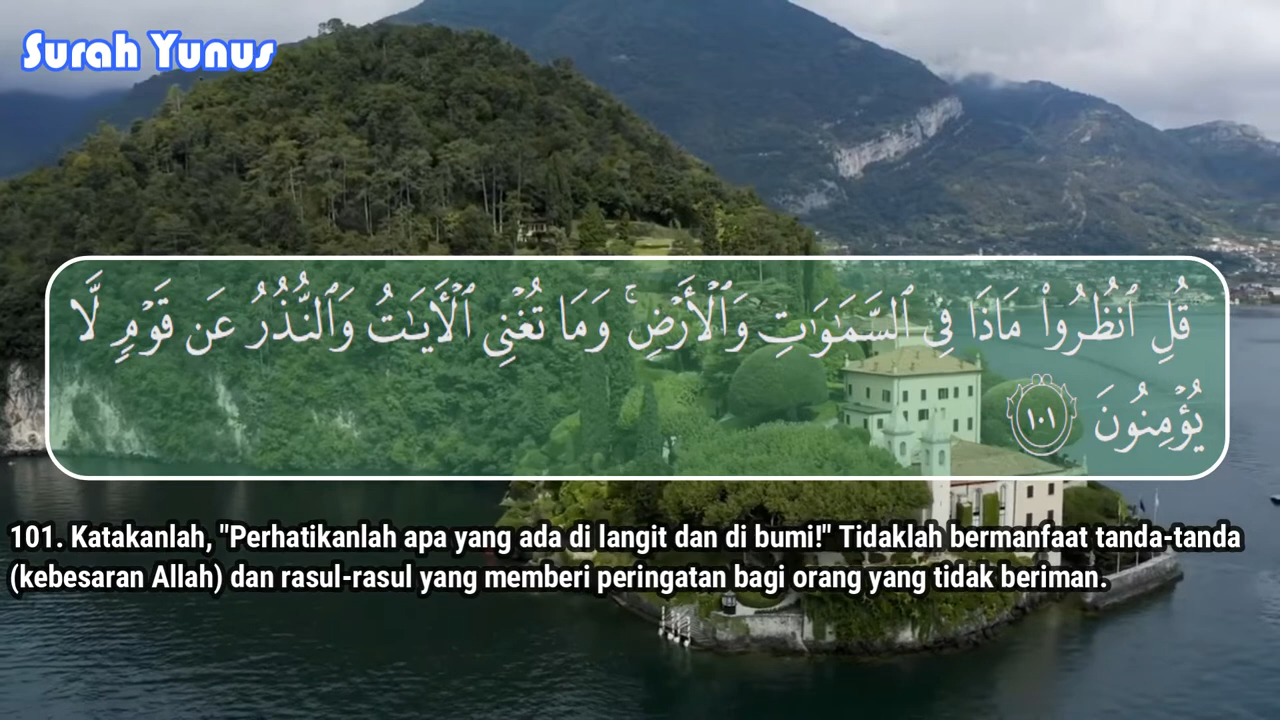 Surah Yunus
قُلِ ٱنظُرُوا۟ مَاذَا فِى ٱلسَّمَـٰوَٰتِ وَٱلْأَرْضِ ۚ وَمَا تُغْنِى ٱلْـَٔايَـٰتُ وَٱلنُّذُرُ عَن قَوْمٍ لَّا
يُؤْمِنُونَ ١٠١
101. Katakanlah, "Perhatikanlah apa yang ada di langit dan di bumi!" Tidaklah bermanfaat tanda-tanda
(kebesaran Allah) dan rasul-rasul yang memberi peringatan bagi orang yang tidak beriman.